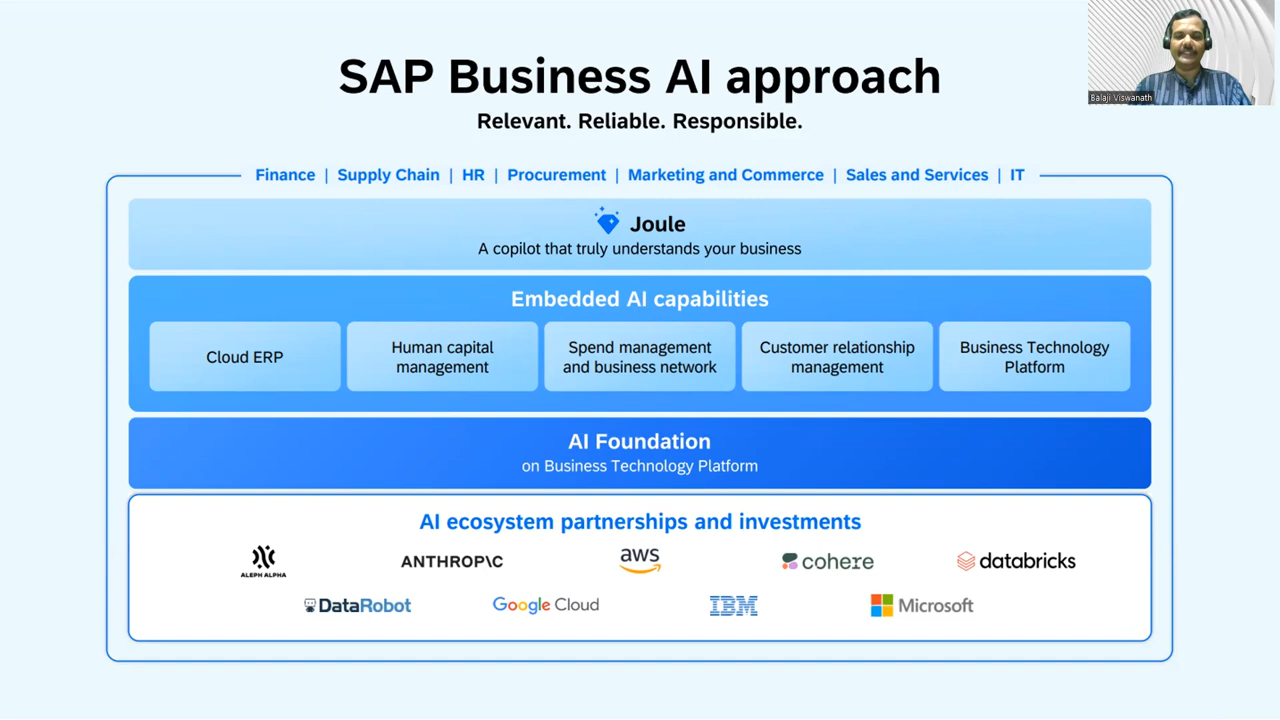 SAP Business AI approach
Relevant. Reliable. Responsible.
Balaji Viswanath
Finance | Supply Chain | HR | Procurement | Marketing and Commerce | Sales and Services | IT
Joule
A copilot that truly understands your business
Embedded AI capabilities
Cloud ERP
Human capital
management
Spend management
and business network
Customer relationship
management
Business Technology
Platform
AI Foundation
on Business Technology Platform
AI ecosystem partnerships and investments
ALEPH ALPHA
ANTHROP\C
aws
cohere
databricks
DataRobot
Google Cloud
IBM
Microsoft